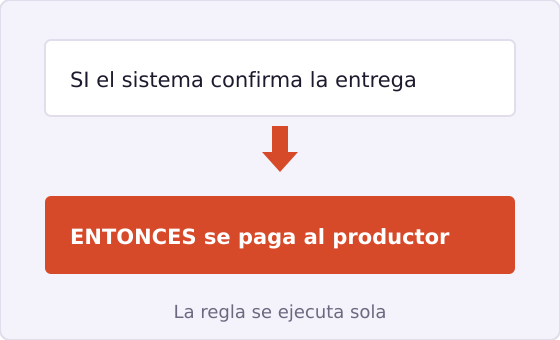 SI el sistema confirma la entrega
ENTONCES se paga al productor
La regla se ejecuta sola